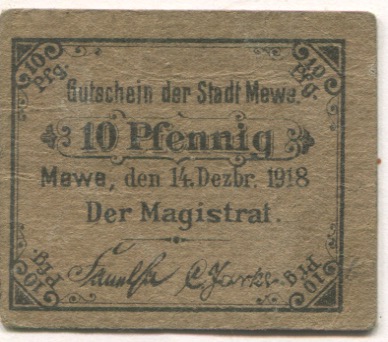 10 Pfg. 10 Pfg.
Gutschein der Stadt Mewe.
10 Pfennig
Mewe, den 14. Dezbr. 1918
Der Magistrat.
10 Pfg. 10 Pfg.